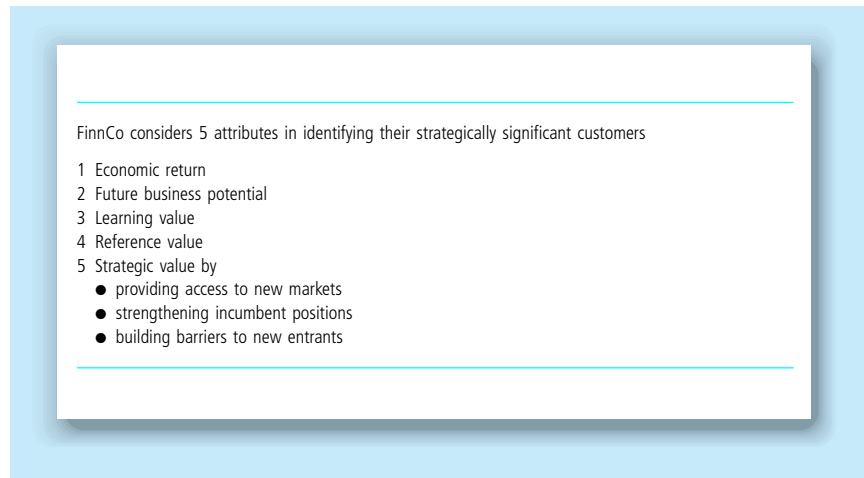 FinnCo considers 5 attributes in identifying their strategically significant customers
1 Economic return
2 Future business potential
3 Learning value
4 Reference value
5 Strategic value by
● providing access to new markets
● strengthening incumbent positions
● building barriers to new entrants